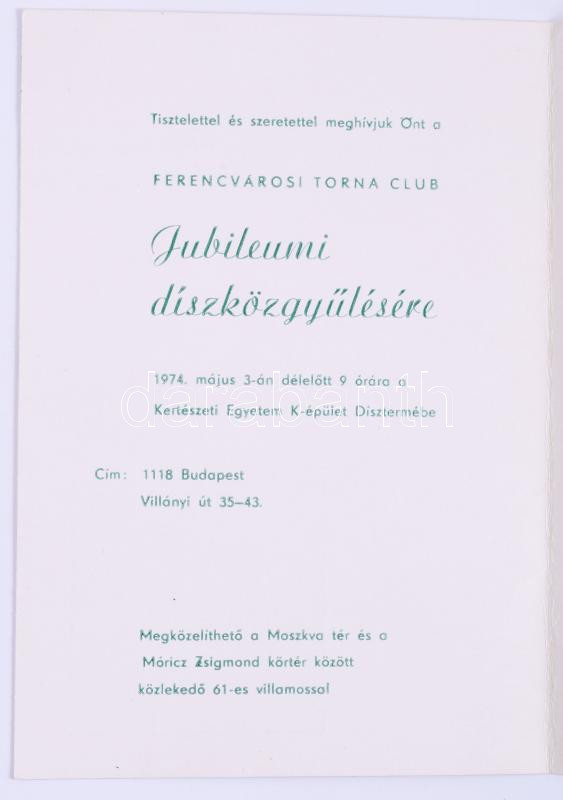 Tisztelettel és szeretettel meghívjuk Önt a
FERENCVÁROSI TORNA CLUB
Jubileumi
díszközgyűlésére
1974. május 3-án délelőtt 9 órára a
Kertészeti Egyetem K-épület Dísztermébe
darabanth
Cím: 1118 Budapest
Villányi út 35–43.
Megközelíthető a Moszkva tér és a
Móricz Zsigmond körtér között
közlekedő 61-es villamossal